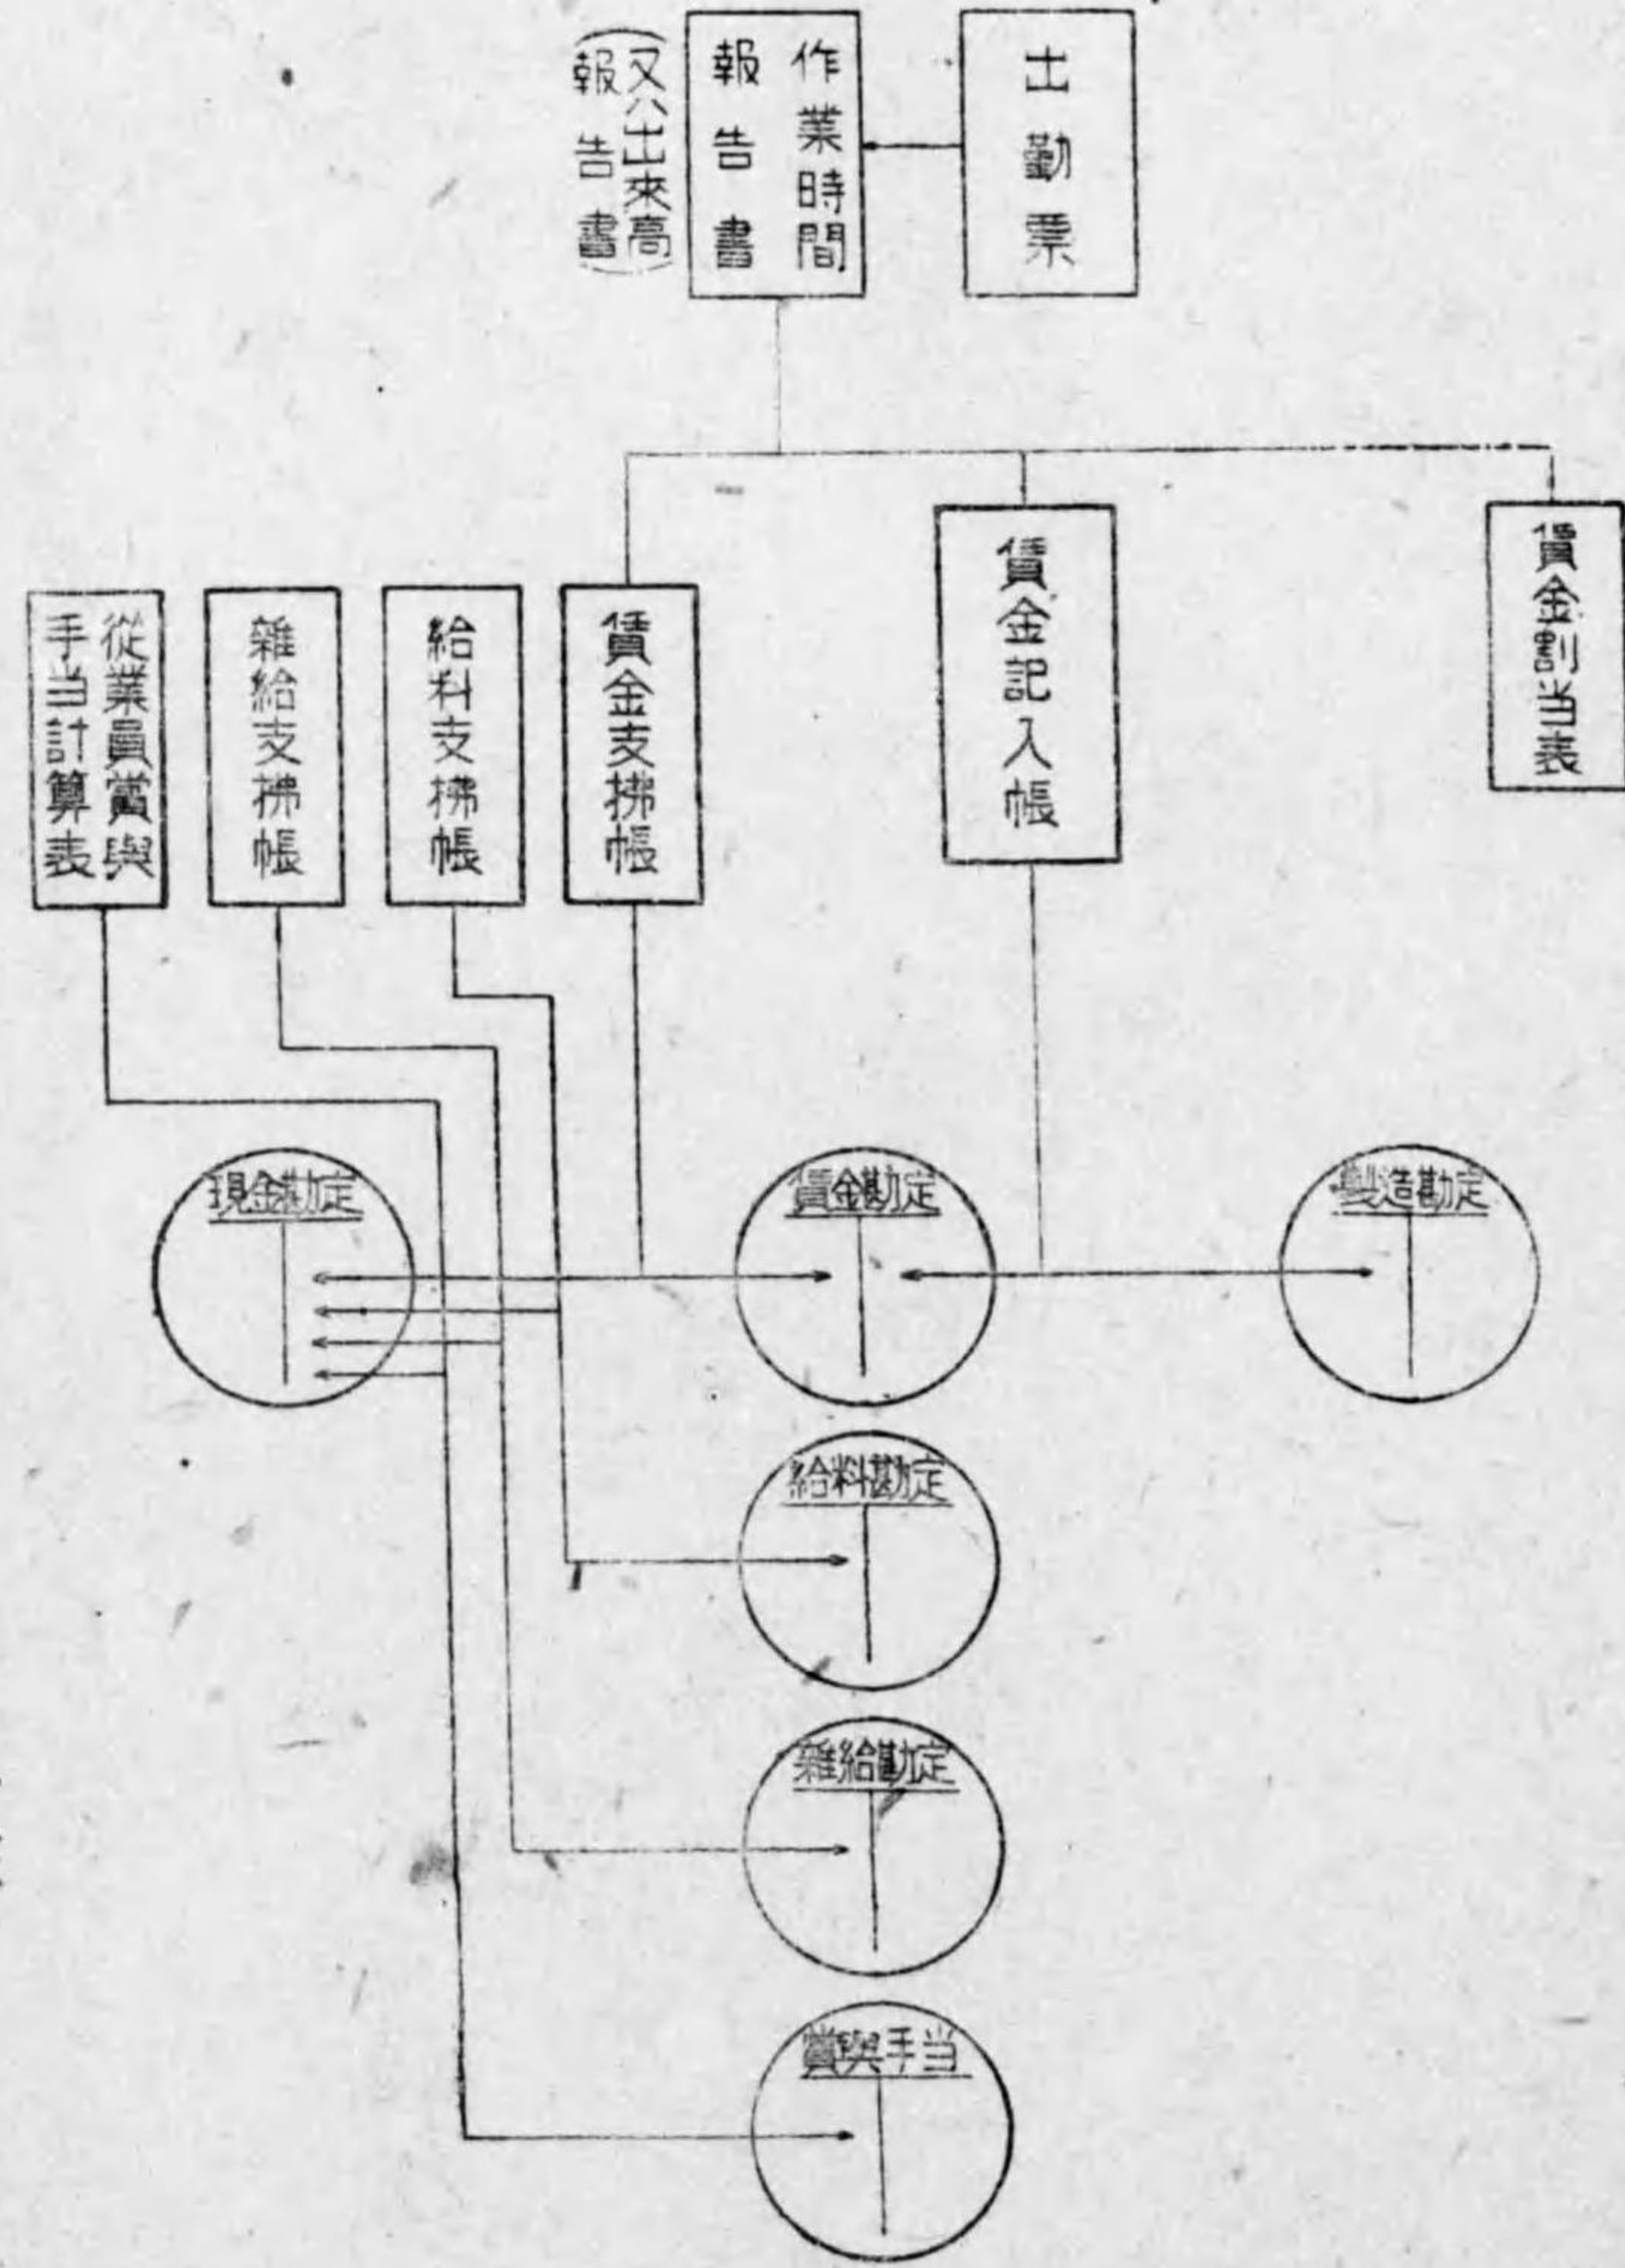 出勤票
作業時間
報告書
(又ハ出來高
報告書)
賃金割当表
賃金記入帳
賃金支拂帳
給料支拂帳
雜給支拂帳
從業員賞與
手当計算表
現金勘定
賃金勘定
製造勘定
給料勘定
雜給勘定
賞與手当